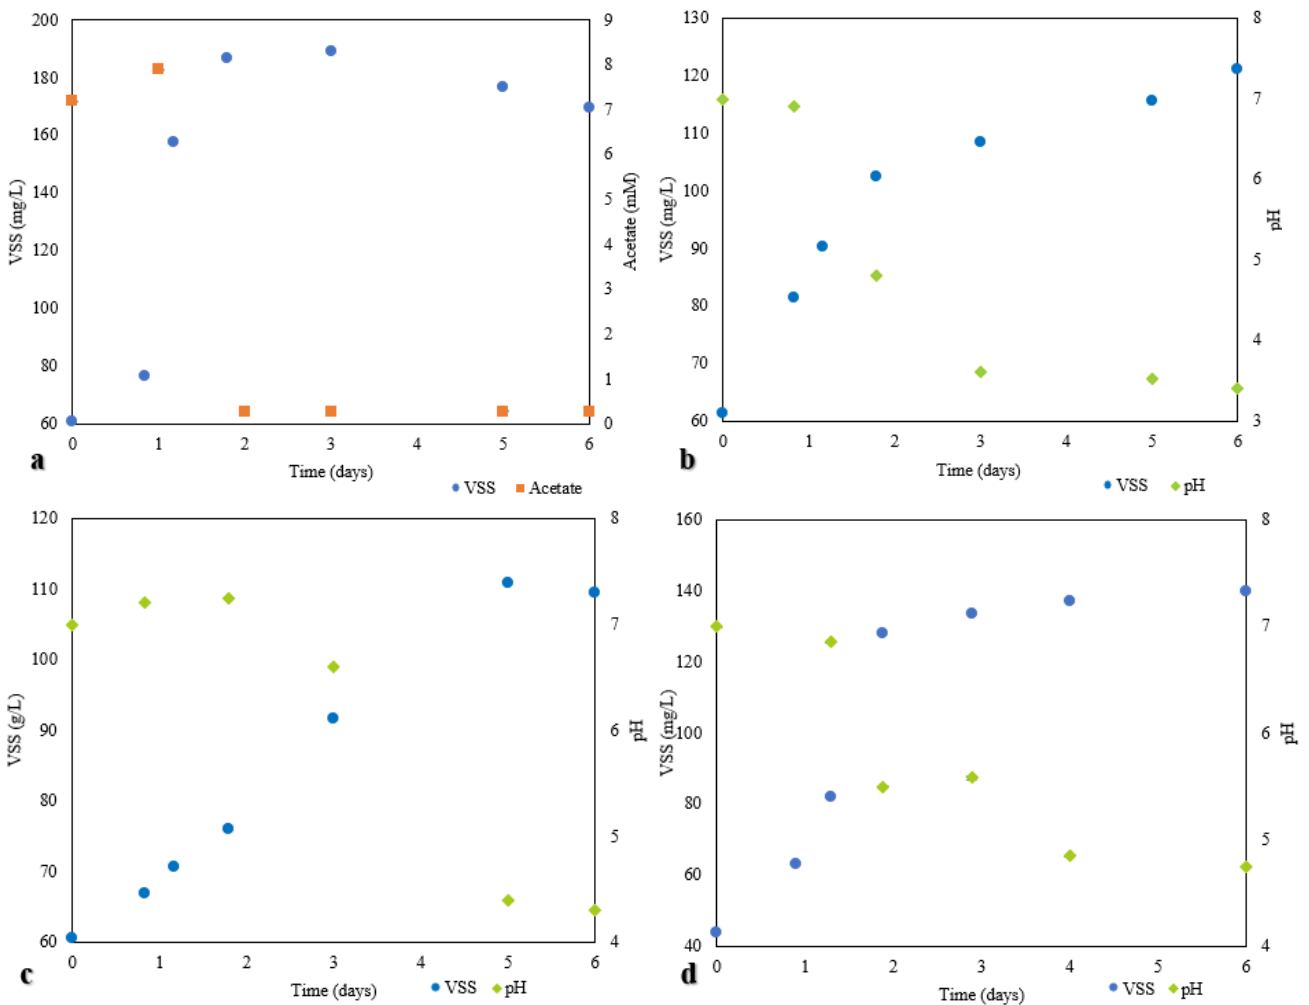 200
180
160
140
120
100
80
60
VSS (mg/L)
9
8
7
6
5
4
3
2
1
0
Acetate (mM)
0 1 2 3 4 5 6
a
Time (days)
VSS Acetate
130
120
110
100
90
80
70
60
VSS (mg/L)
8
7
6
5
4
3
pH
0 1 2 3 4 5 6
b
Time (days)
VSS pH
120
110
100
90
80
70
60
VSS (g/L)
8
7
6
5
4
pH
0 1 2 3 4 5 6
c
Time (days)
VSS pH
160
140
120
100
80
60
40
VSS (mg/L)
8
7
6
5
4
pH
0 1 2 3 4 5 6
d
Time (days)
VSS pH